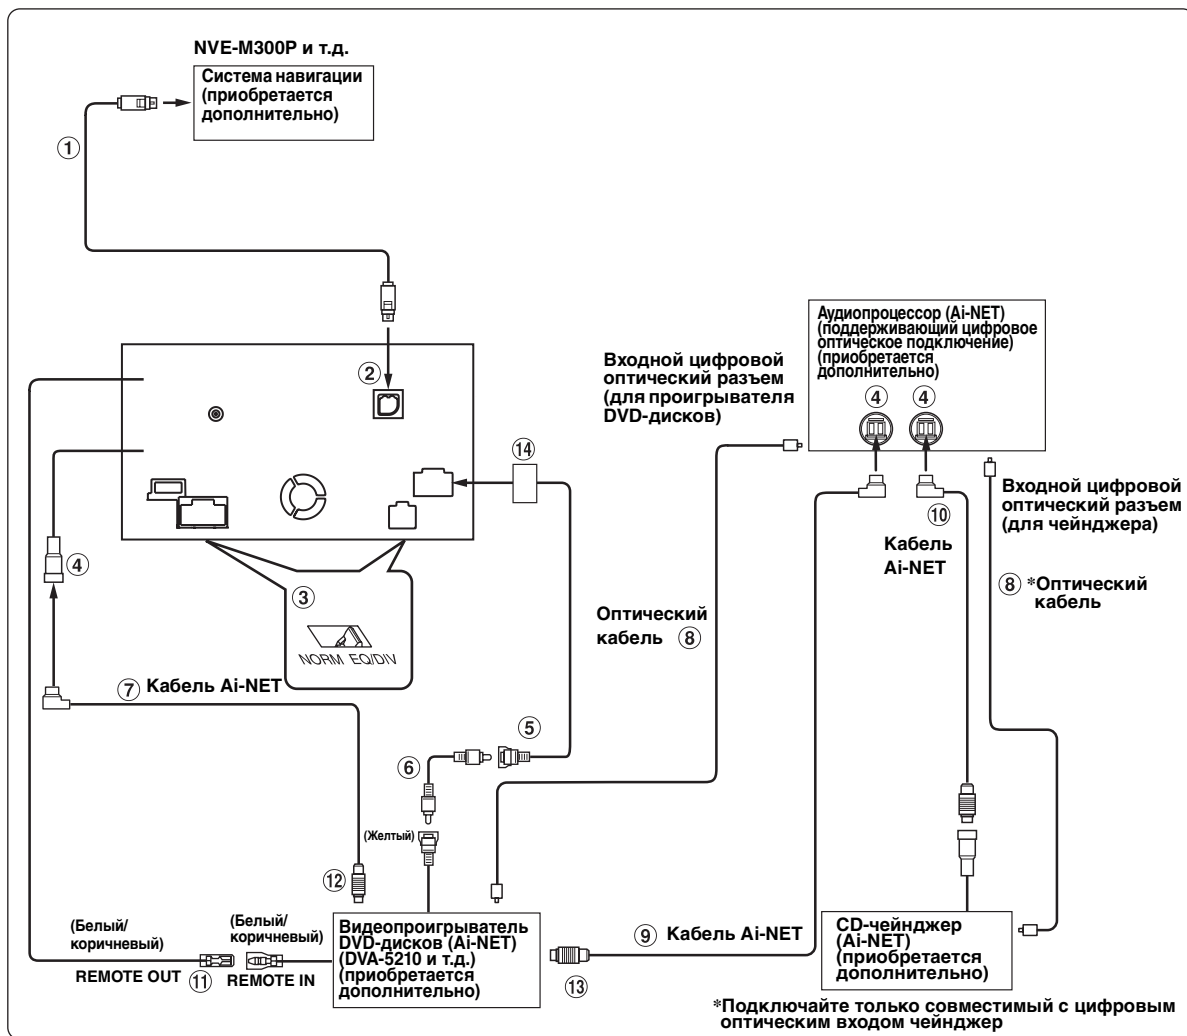 NVE-M300P и т.д.
Система навигации
(приобретается
дополнительно)
①
②
Аудиопроцессор (Ai-NET)
(поддерживающий цифровое
оптическое подключение)
(приобретается
дополнительно)
④ ④
Входной цифровой
оптический разъем
(для проигрывателя
DVD-дисков)
⑭
④
③
NORM EQ/DIV
⑩
Кабель
Ai-NET
Входной цифровой
оптический разъем
(для чейнджера)
⑧ *Оптический
кабель
Оптический
кабель ⑧
⑦ Кабель Ai-NET
⑤
⑥
(Желтый)
⑫
(Белый/
коричневый)
REMOTE OUT
⑪
(Белый/
коричневый)
REMOTE IN
Видеопроигрыватель
DVD-дисков (Ai-NET)
(DVA-5210 и т.д.)
(приобретается
дополнительно)
⑨ Кабель Ai-NET
⑬
CD-чейнджер
(Ai-NET)
(приобретается
дополнительно)
*Подключайте только совместимый с цифровым
оптическим входом чейнджер